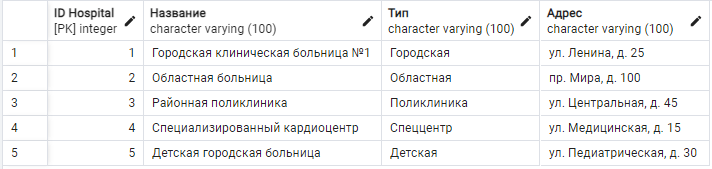 ID Hospital Название Тип Адрес
[PK] integer character varying (100) character varying (100) character varying (100)
1 1 Городская клиническая больница №1 Городская ул. Ленина, д. 25
2 2 Областная больница Областная пр. Мира, д. 100
3 3 Районная поликлиника Поликлиника ул. Центральная, д. 45
4 4 Специализированный кардиоцентр Спеццентр ул. Медицинская, д. 15
5 5 Детская городская больница Детская ул. Педиатрическая, д. 30